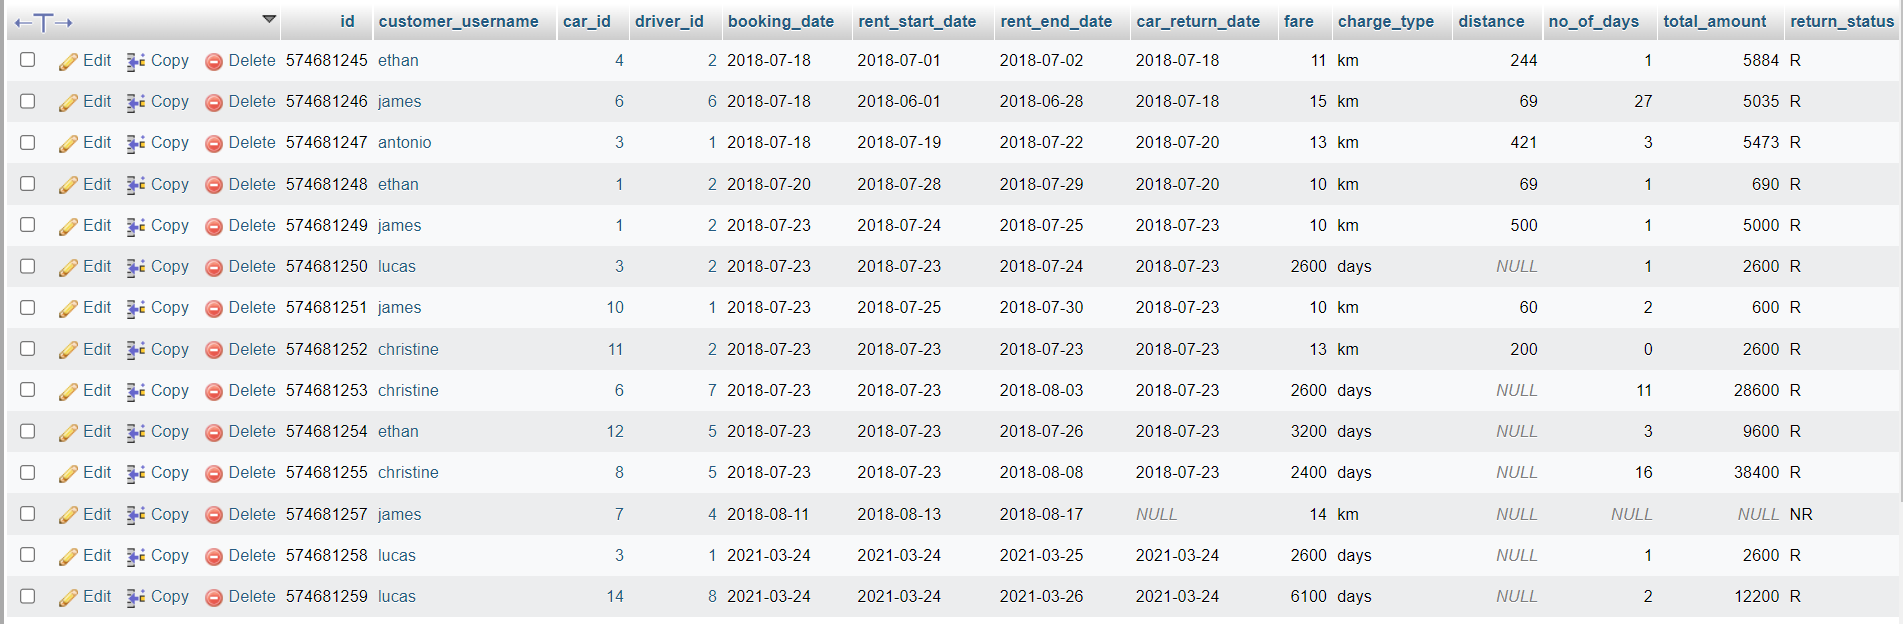 id customer_username car_id driver_id booking_date rent_start_date rent_end_date car_return_date fare charge_type distance no_of_days total_amount return_status
Edit Copy Delete 574681245 ethan 4 2 2018-07-18 2018-07-01 2018-07-02 2018-07-18 11 km 244 1 5884 R
Edit Copy Delete 574681246 james 6 6 2018-07-18 2018-06-01 2018-06-28 2018-07-18 15 km 69 27 5035 R
Edit Copy Delete 574681247 antonio 3 1 2018-07-18 2018-07-19 2018-07-22 2018-07-20 13 km 421 3 5473 R
Edit Copy Delete 574681248 ethan 1 2 2018-07-20 2018-07-28 2018-07-29 2018-07-20 10 km 69 1 690 R
Edit Copy Delete 574681249 james 1 2 2018-07-23 2018-07-24 2018-07-25 2018-07-23 10 km 500 1 5000 R
Edit Copy Delete 574681250 lucas 3 2 2018-07-23 2018-07-23 2018-07-24 2018-07-23 2600 days NULL 1 2600 R
Edit Copy Delete 574681251 james 10 1 2018-07-23 2018-07-25 2018-07-30 2018-07-23 10 km 60 2 600 R
Edit Copy Delete 574681252 christine 11 2 2018-07-23 2018-07-23 2018-07-23 2018-07-23 13 km 200 0 2600 R
Edit Copy Delete 574681253 christine 6 7 2018-07-23 2018-07-23 2018-08-03 2018-07-23 2600 days NULL 11 28600 R
Edit Copy Delete 574681254 ethan 12 5 2018-07-23 2018-07-23 2018-07-26 2018-07-23 3200 days NULL 3 9600 R
Edit Copy Delete 574681255 christine 8 5 2018-07-23 2018-07-23 2018-08-08 2018-07-23 2400 days NULL 16 38400 R
Edit Copy Delete 574681257 james 7 4 2018-08-11 2018-08-13 2018-08-17 NULL 14 km NULL NULL NULL NR
Edit Copy Delete 574681258 lucas 3 1 2021-03-24 2021-03-24 2021-03-25 2021-03-24 2600 days NULL 1 2600 R
Edit Copy Delete 574681259 lucas 14 8 2021-03-24 2021-03-24 2021-03-26 2021-03-24 6100 days NULL 2 12200 R